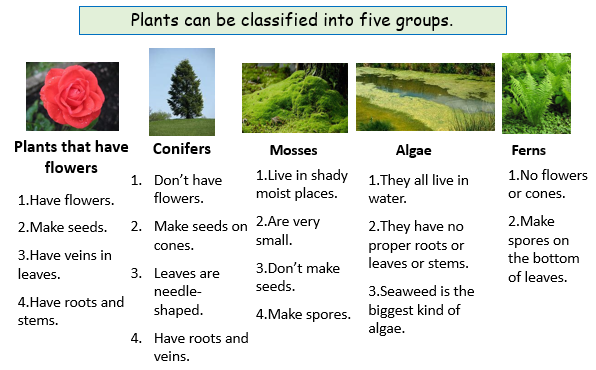 Plants can be classified into five groups.
Plants that have
flowers
1.Have flowers.
2.Make seeds.
3.Have veins in
leaves.
4.Have roots and
stems.
Conifers
1. Don't have
flowers.
2. Make seeds on
cones.
3. Leaves are
needle-
shaped.
4. Have roots and
veins.
Mosses
1.Live in shady
moist places.
2.Are very
small.
3.Don't make
seeds.
4.Make spores.
Algae
1.They all live in
water.
2.They have no
proper roots or
leaves or stems.
3.Seaweed is the
biggest kind of
algae.
Ferns
1.No flowers
or cones.
2.Make
spores on
the bottom
of leaves.